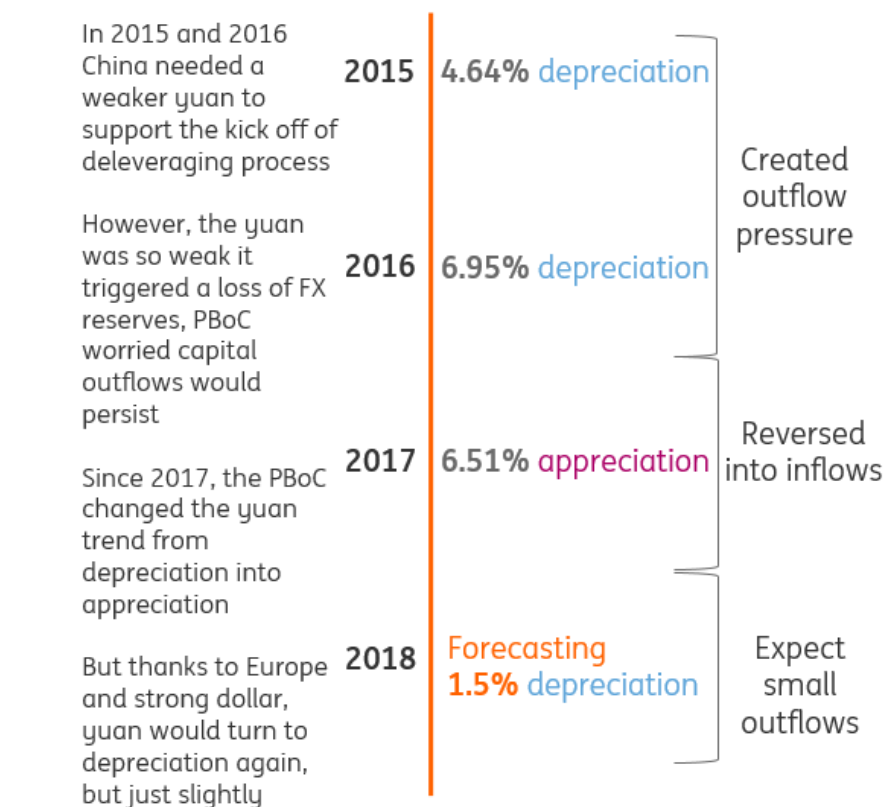 In 2015 and 2016
China needed a
weaker yuan to
support the kick off of
deleveraging process
2015
4.64% depreciation
However, the yuan
was so weak it
triggered a loss of FX
reserves, PBoC
worried capital
outflows would
persist
2016
6.95% depreciation
Created
outflow
pressure
Since 2017, the PBoC
changed the yuan
trend from
depreciation into
appreciation
2017
6.51% appreciation
Reversed
into inflows
But thanks to Europe
and strong dollar,
yuan would turn to
depreciation again,
but just slightly
2018
Forecasting
1.5% depreciation
Expect
small
outflows